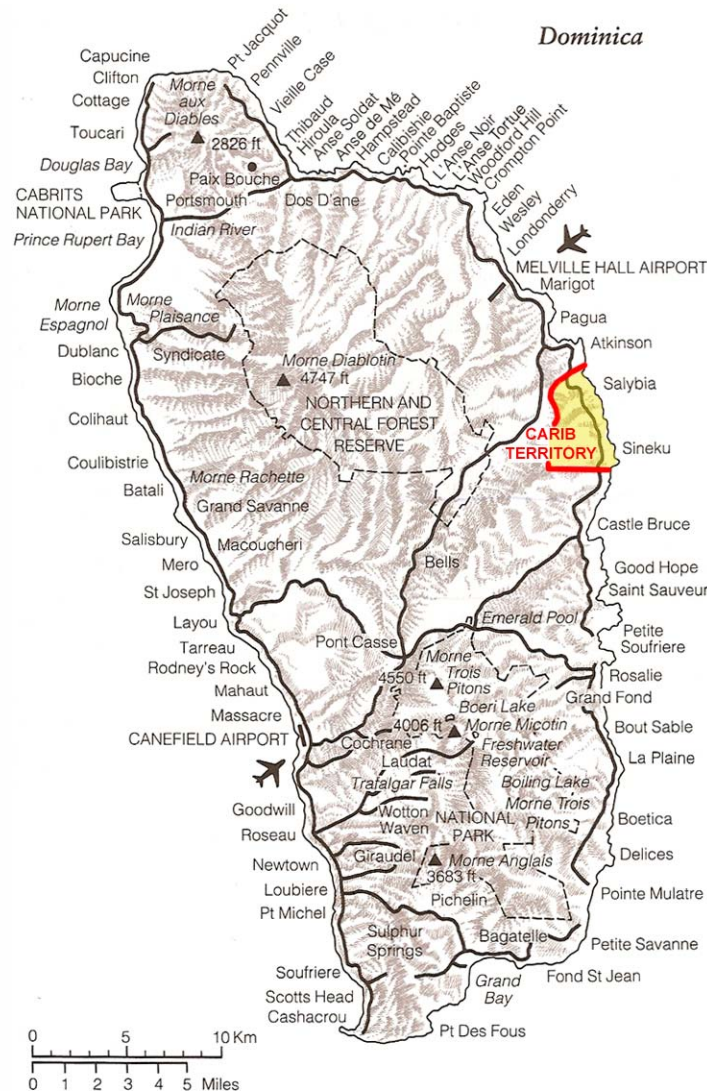 Dominica
Pt Jacquot
Pennville
Vieille Case
Thibaud
Hiroula
Anse Soldat
Anse de Mé
Hampstead
Calibishie
Pointe Baptiste
Hodges
L'Anse Noir
L'Anse Tortue
Woodford Hill
Crompton Point
Eden
Wesley
Londonderry
Capucine
Clifton
Cottage
Toucari
Douglas Bay
CABRITS
NATIONAL PARK
Prince Rupert Bay
Morne
aux
Diables
2826 ft
Paix Bouche
Portsmouth
Dos D'ane
Indian River
MELVILLE HALL AIRPORT
Marigot
Pagua
Atkinson
Salybia
CARIB
TERRITORY
Sineku
Morne
Espagnol
Morne
Plaisance
Dublanc
Syndicate
Bioche
Morne Diablotin
4747 ft
NORTHERN AND
CENTRAL FOREST
RESERVE
Colihaut
Coulibistrie
Morne Rachette
Batali
Grand Savanne
Salisbury
Macoucheri
Mero
St Joseph
Bells
Castle Bruce
Good Hope
Saint Sauveur
Emerald Pool
Petite
Soufriere
Layou
Tarreau
Rodney's Rock
Mahaut
Massacre
CANEFIELD AIRPORT
Pont Casse
Morne
Trois
Pitons
4550 ft
Rosalie
Grand Fond
Boeri Lake
4006 ft
Morne Micotin
Bout Sable
Cochrane
Freshwater
Reservoir
Laudat
La Plaine
Trafalgar Falls
Boiling Lake
Goodwill
Wotton
Waven
Morne Trois
Pitons
NATIONAL
PARK
Boetica
Roseau
Giraudel
Morne Anglais
3683 ft
Delices
Newtown
Loubiere
Pichelin
Pointe Mulatre
Pt Michel
Sulphur
Springs
Bagatelle
Petite Savanne
Soufriere
Grand
Bay
Fond St Jean
Scotts Head
Cashacrou
Pt Des Fous
0 5 10 Km
0 1 2 3 4 5 Miles